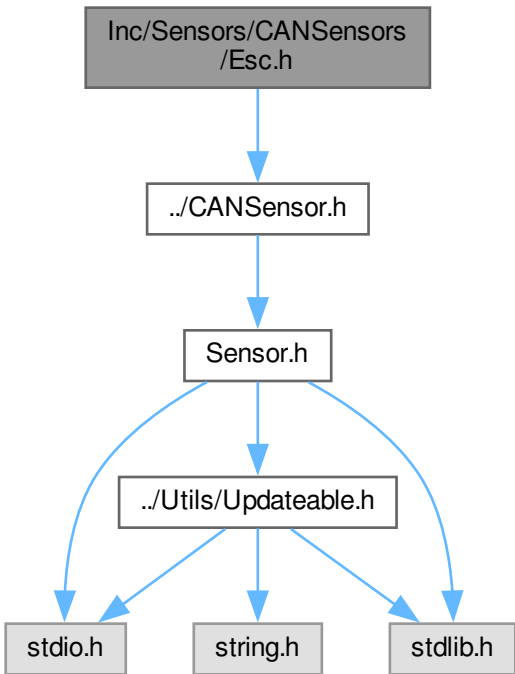 Inc/Sensors/CANSensors
/Esc.h
../CANSensor.h
Sensor.h
../Utils/Updateable.h
stdio.h
string.h
stdlib.h